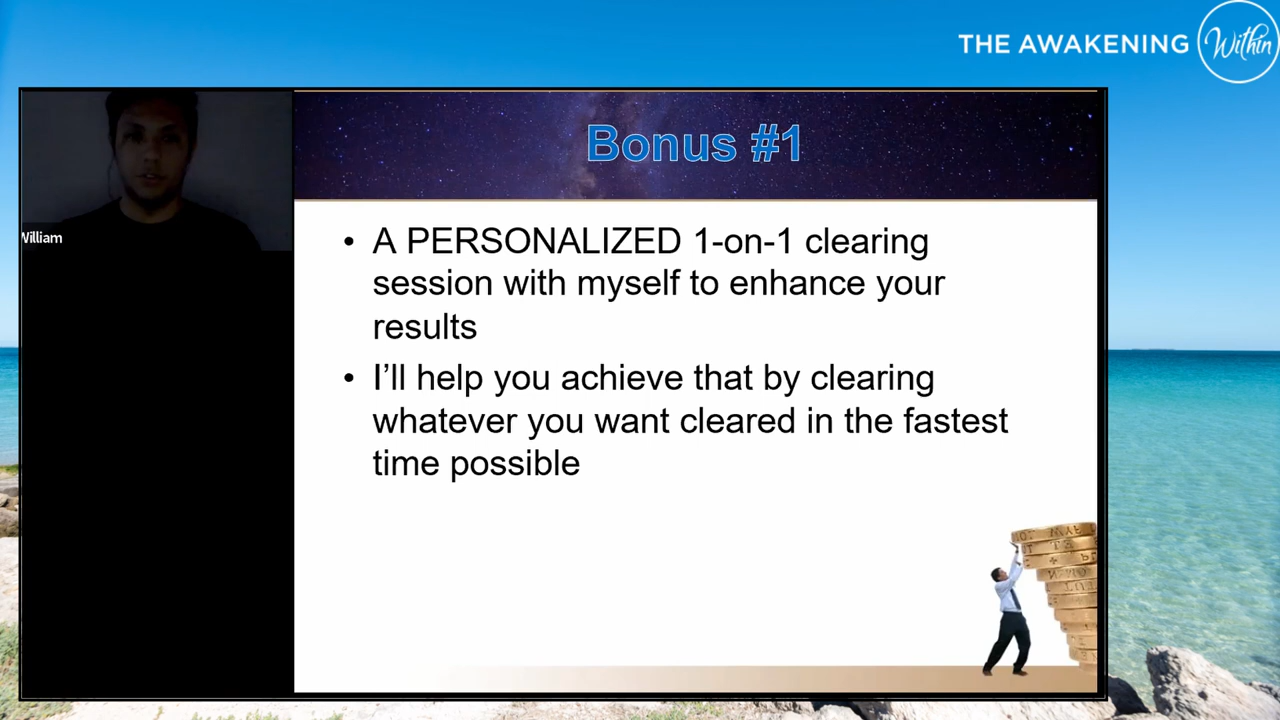 THE AWAKENING
Within
Bonus #1
William
• A PERSONALIZED 1-on-1 clearing
session with myself to enhance your
results
• I'll help you achieve that by clearing
whatever you want cleared in the fastest
time possible